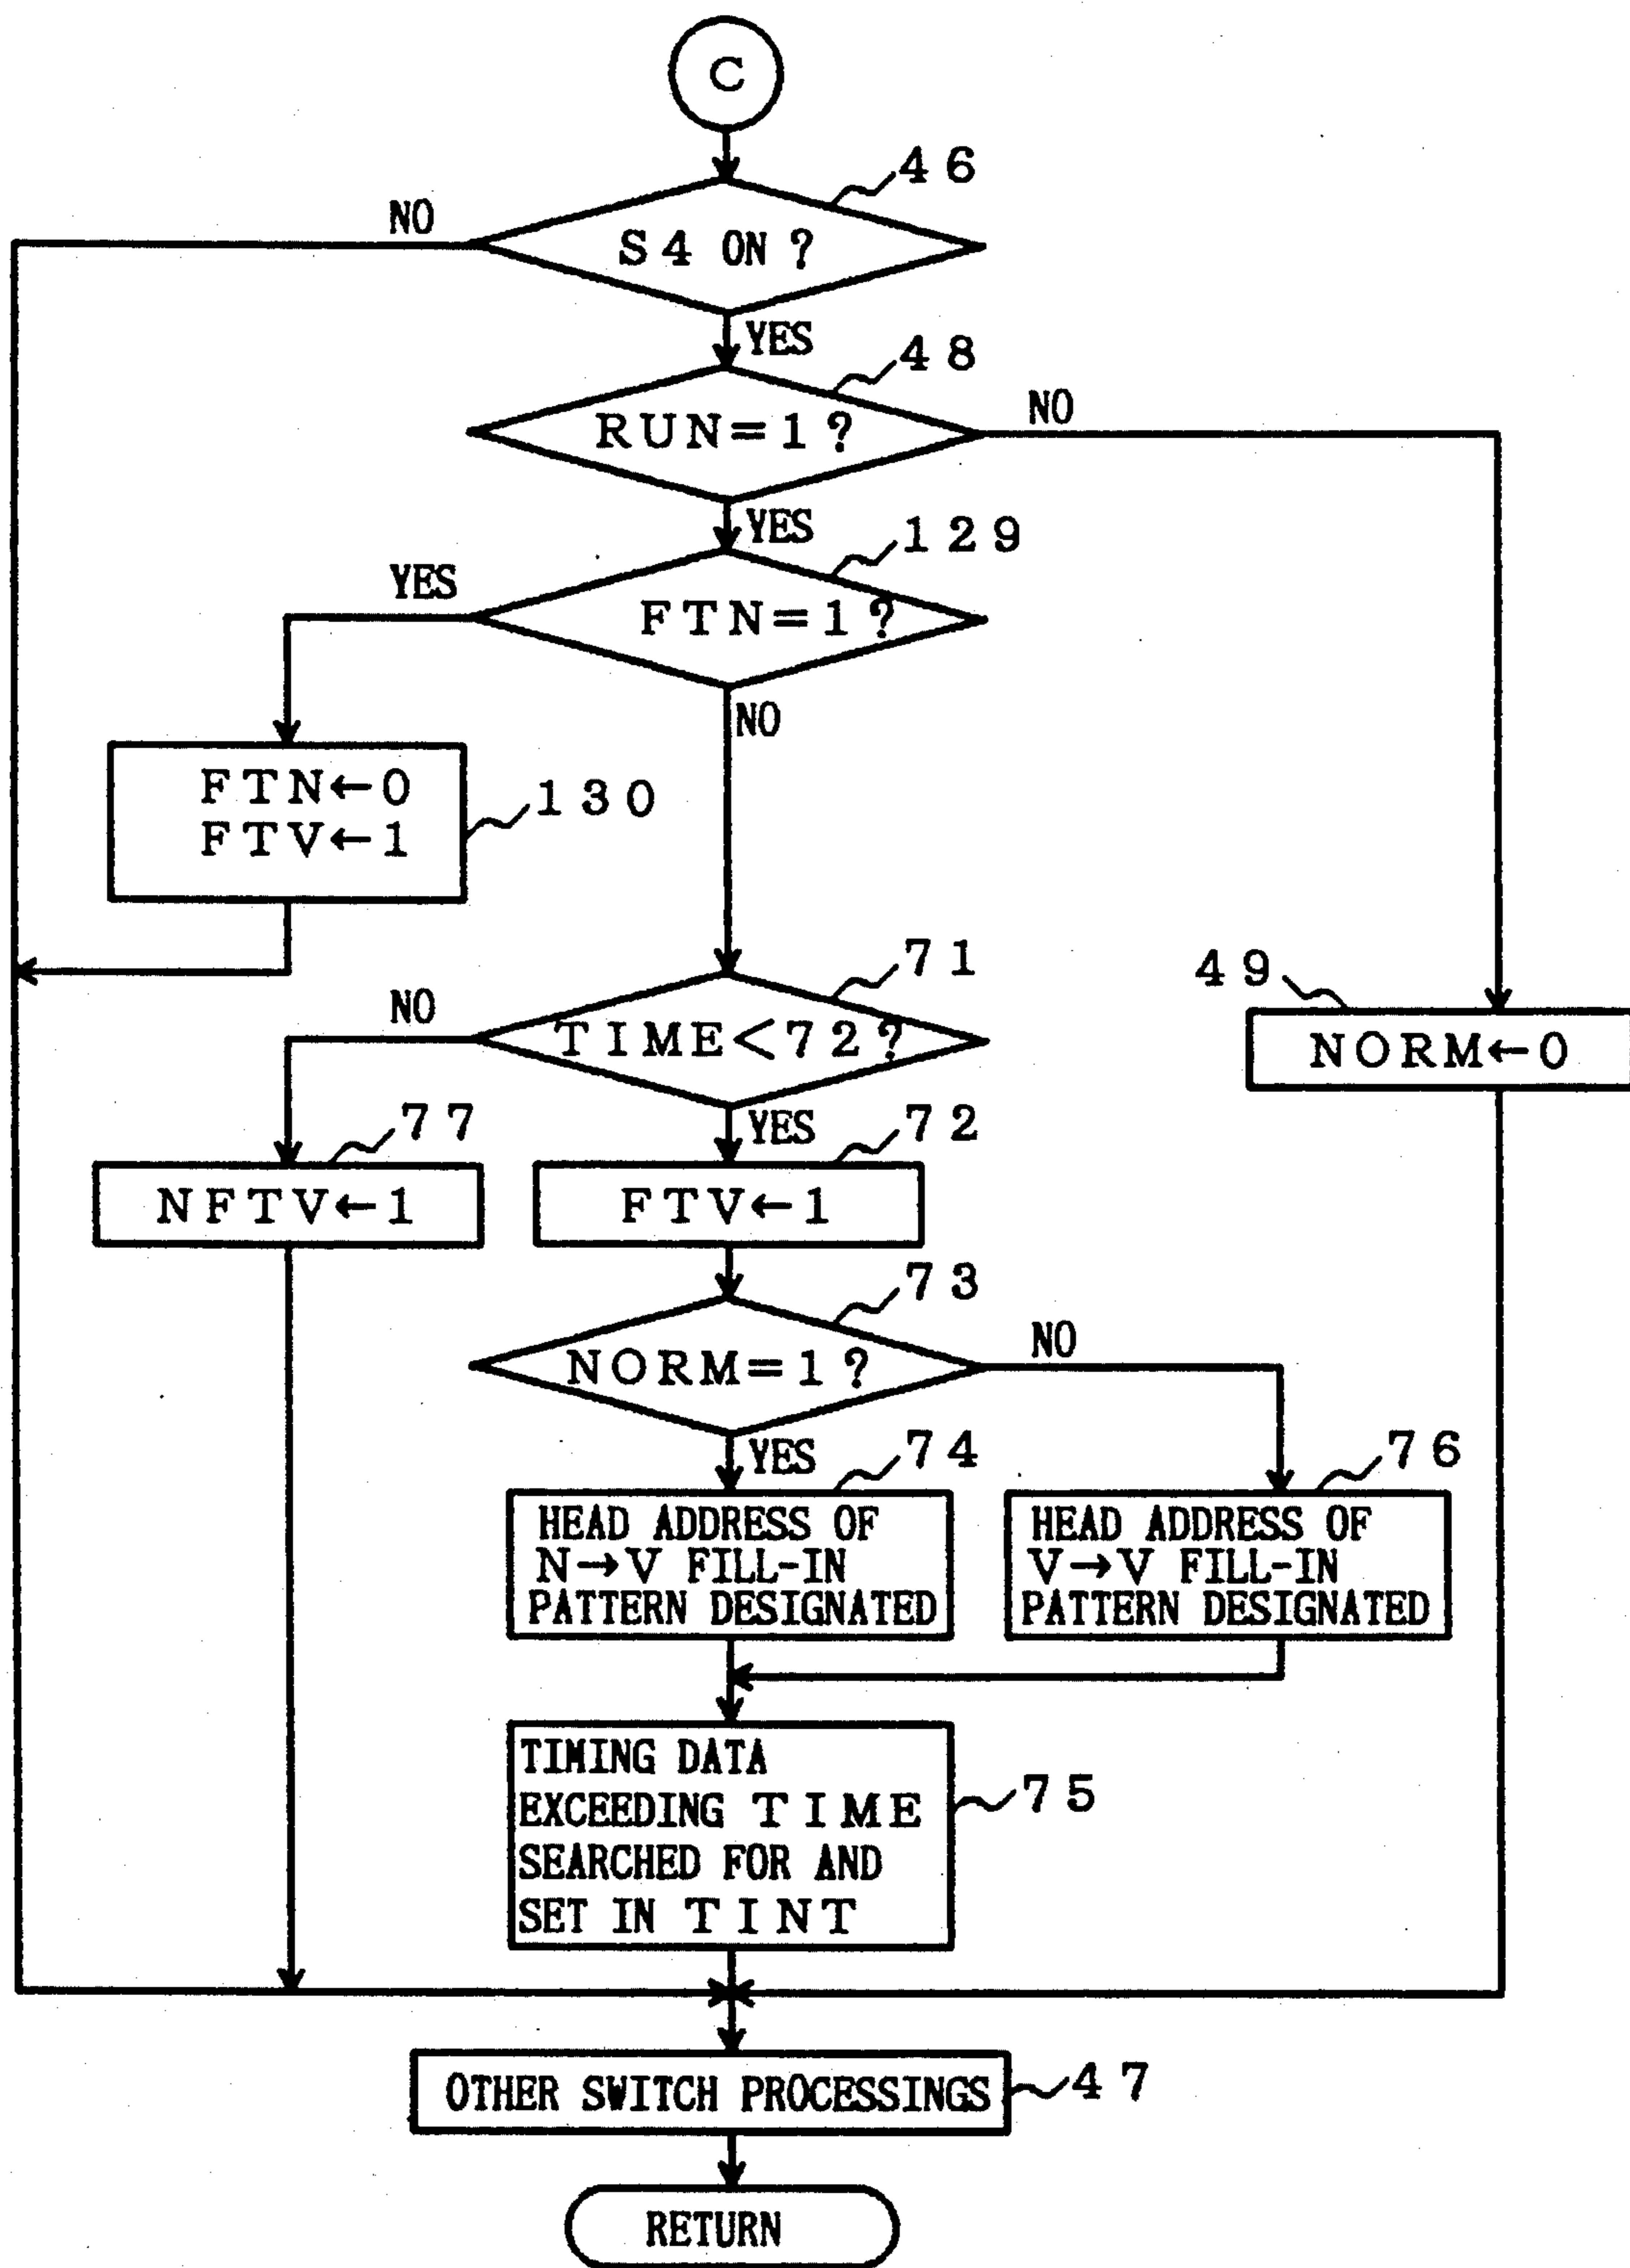 C
46
NO
S4 ON?
YES
48
RUN=1?
NO
YES
129
YES
FTN=1?
NO
FTN←0
FTV←1
130
71
NO
TIME<72?
49
NORM←0
YES
77
72
NFTV←1
FTV←1
73
NORM=1?
NO
YES
74
76
HEAD ADDRESS OF
N→V FILL-IN
PATTERN DESIGNATED
HEAD ADDRESS OF
V→V FILL-IN
PATTERN DESIGNATED
TIMING DATA
EXCEEDING TIME
SEARCHED FOR AND
SET IN TINT
75
OTHER SWITCH PROCESSINGS
47
RETURN